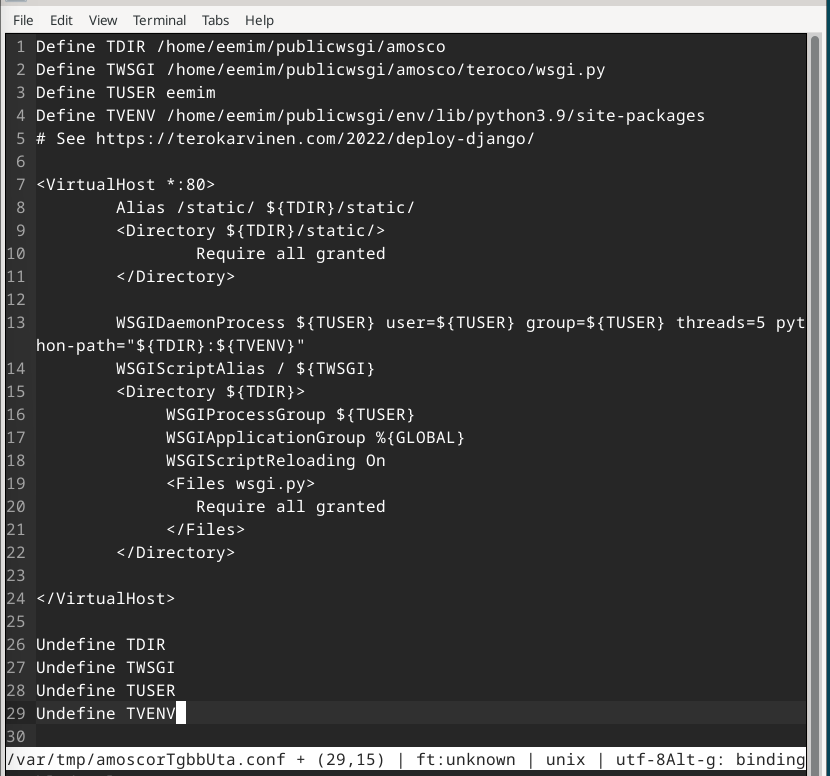 File Edit View Terminal Tabs Help
1 Define TDIR /home/eemim/publicwsgi/amosco
2 Define TWSGI /home/eemim/publicwsgi/amosco/teroco/wsgi.py
3 Define TUSER eemim
4 Define TVENV /home/eemim/publicwsgi/env/lib/python3.9/site-packages
5 # See https://terokarvinen.com/2022/deploy-django/
6
7 <VirtualHost *:80>
8         Alias /static/ ${TDIR}/static/
9         <Directory ${TDIR}/static/>
10                 Require all granted
11         </Directory>
12
13         WSGIDaemonProcess ${TUSER} user=${TUSER} group=${TUSER} threads=5 pyt
hon-path="${TDIR}:${TVENV}"
14         WSGIScriptAlias / ${TWSGI}
15         <Directory ${TDIR}>
16              WSGIProcessGroup ${TUSER}
17              WSGIApplicationGroup %{GLOBAL}
18              WSGIScriptReloading On
19              <Files wsgi.py>
20                 Require all granted
21              </Files>
22         </Directory>
23
24 </VirtualHost>
25
26 Undefine TDIR
27 Undefine TWSGI
28 Undefine TUSER
29 Undefine TVENV
30
/var/tmp/amoscorTgbbUta.conf + (29,15) | ft:unknown | unix | utf-8Alt-g: binding